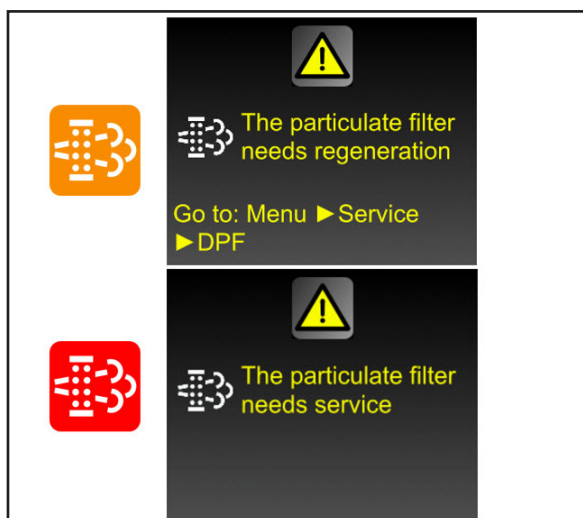 The particulate filter
needs regeneration
Go to: Menu ►Service
►DPF
The particulate filter
needs service